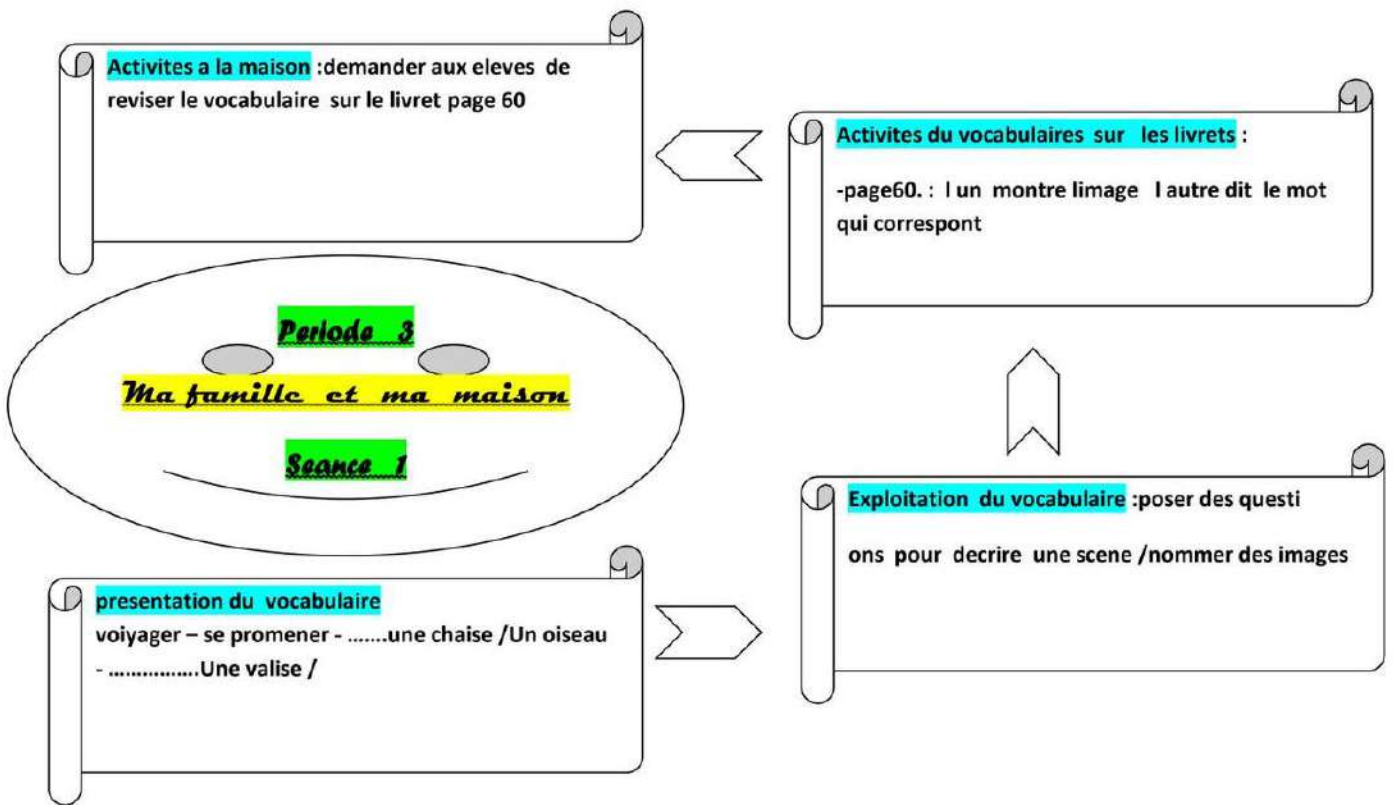 Activites a la maison :demander aux eleves de
reviser le vocabulaire sur le livret page 60
Activites du vocabulaires sur les livrets :
-page60. : l un montre limage l autre dit le mot
qui correspont
Periode 3
Ma famille et ma maison
Seance 1
Exploitation du vocabulaire :poser des questi
ons pour decrire une scene /nommer des images
presentation du vocabulaire
voiyager – se promener - .......une chaise /Un oiseau
- ................Une valise /